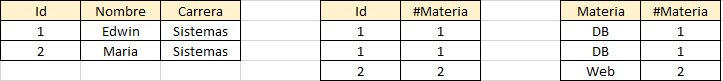 Id Nombre Carrera Id #Materia Materia #Materia
1 Edwin Sistemas 1 1 DB 1
2 Maria Sistemas 1 1 DB 1
2 2 Web 2